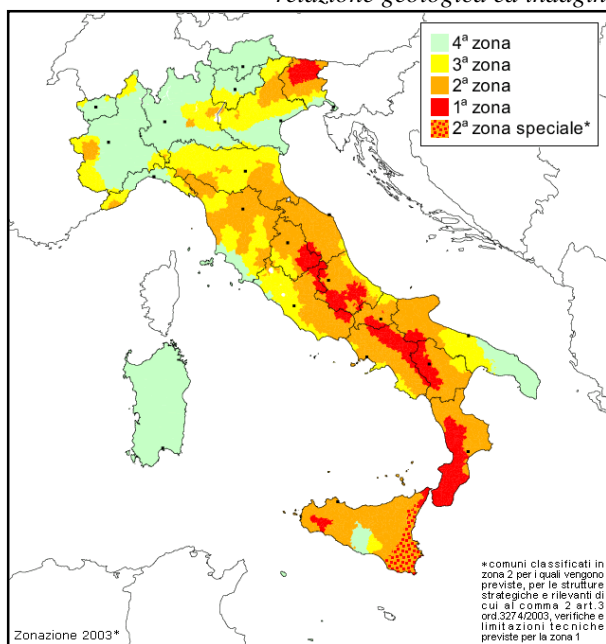 relazione geologica ed indagin
4ª zona
3ª zona
2ª zona
1ª zona
2ª zona speciale*
*comuni classificati in
zona 2 per i quali vengono
previste, per le strutture
strategiche e rilevanti di
cui al comma 2 art.3
ord.3274/2003, verifiche e
limitazioni tecniche
previste per la zona 1
Zonazione 2003*